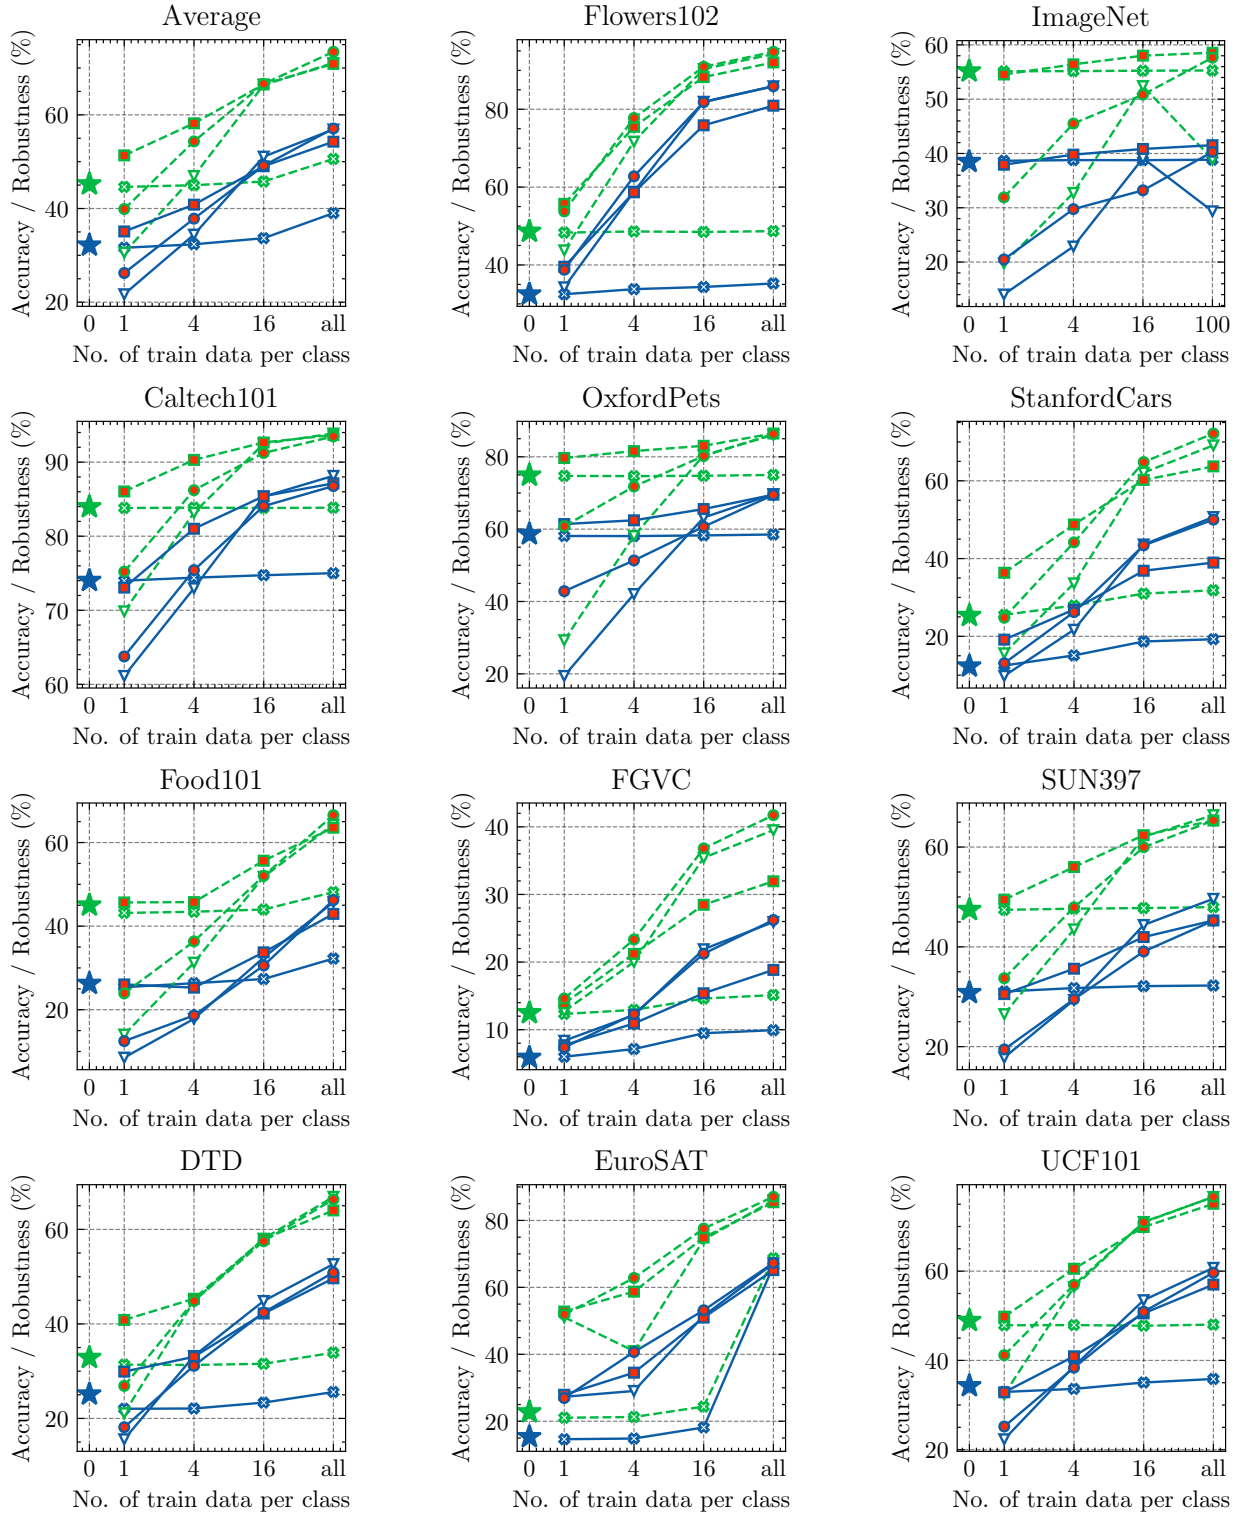 Average
Accuracy / Robustness (%)
60
40
20
0 1 4 16 all
No. of train data per class
Flowers102
Accuracy / Robustness (%)
80
60
40
0 1 4 16 all
No. of train data per class
ImageNet
Accuracy / Robustness (%)
60
50
40
30
20
0 1 4 16 100
No. of train data per class
Caltech101
Accuracy / Robustness (%)
90
80
70
60
0 1 4 16 all
No. of train data per class
OxfordPets
Accuracy / Robustness (%)
80
60
40
20
0 1 4 16 all
No. of train data per class
StanfordCars
Accuracy / Robustness (%)
60
40
20
0 1 4 16 all
No. of train data per class
Food101
Accuracy / Robustness (%)
60
40
20
0 1 4 16 all
No. of train data per class
FGVC
Accuracy / Robustness (%)
40
30
20
10
0 1 4 16 all
No. of train data per class
SUN397
Accuracy / Robustness (%)
60
40
20
0 1 4 16 all
No. of train data per class
DTD
Accuracy / Robustness (%)
60
40
20
0 1 4 16 all
No. of train data per class
EuroSAT
Accuracy / Robustness (%)
80
60
40
20
0 1 4 16 all
No. of train data per class
UCF101
Accuracy / Robustness (%)
60
40
20
0 1 4 16 all
No. of train data per class